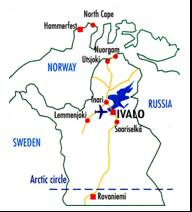 North Cape
Hammerfest
Nuorgam
Utsjoki
NORWAY
Inari
RUSSIA
IVALO
Lemmenjoki
Saariselkä
SWEDEN
Arctic circle
Rovaniemi